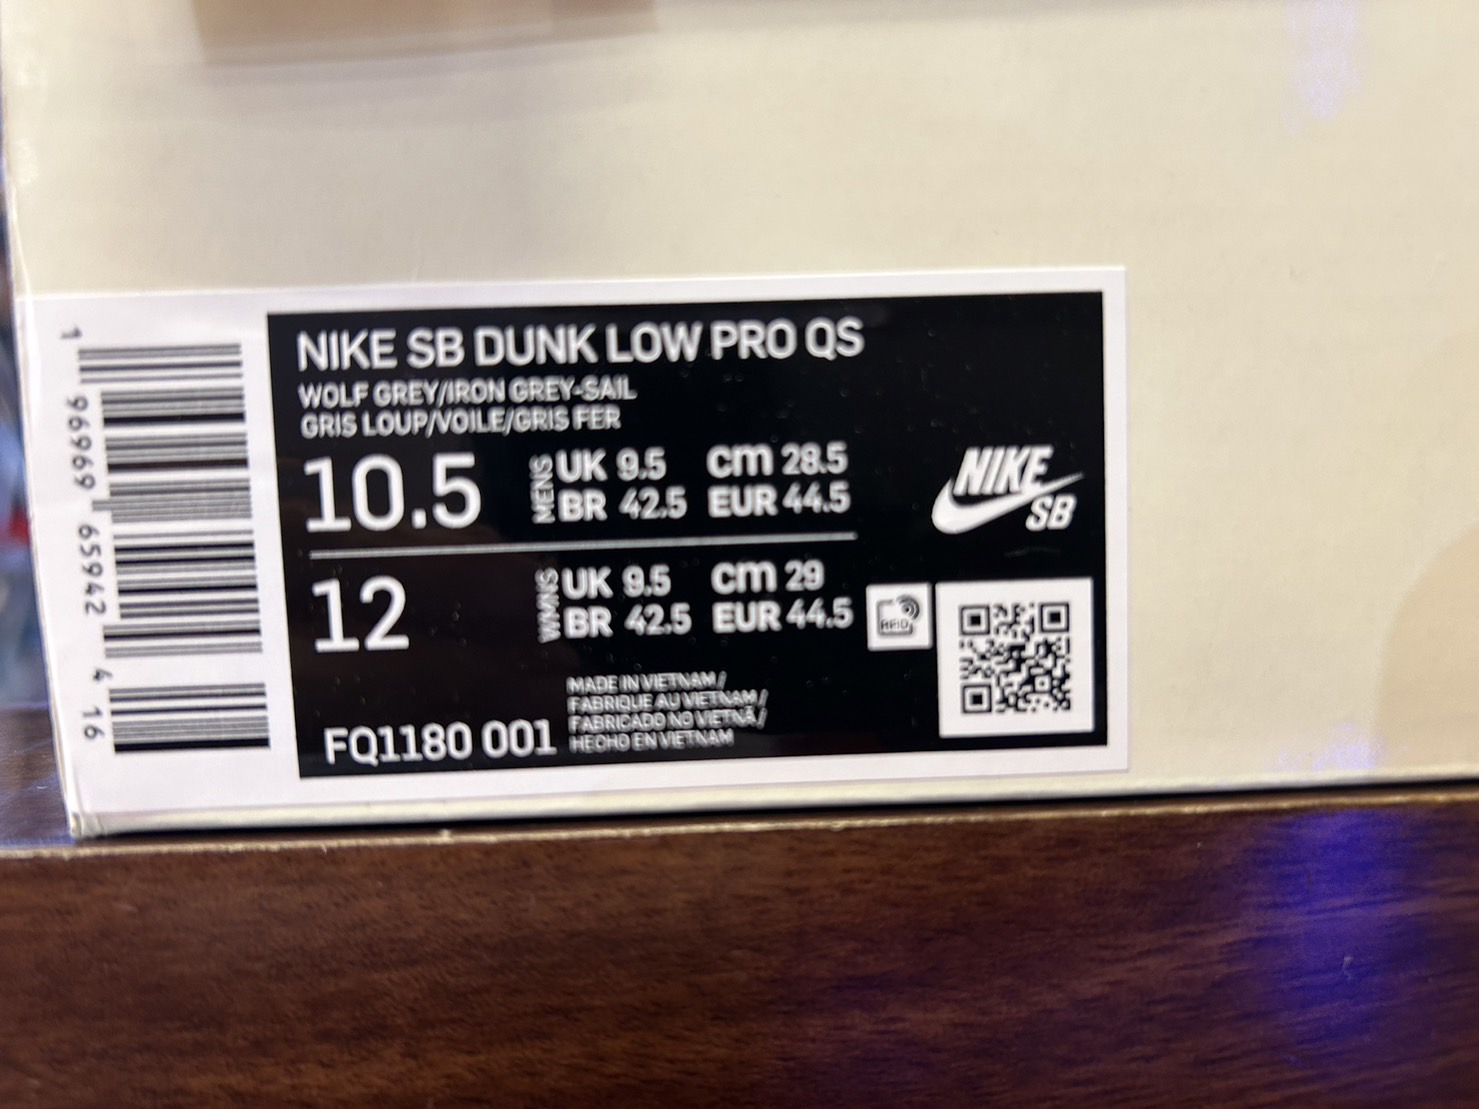 NIKE SB DUNK LOW PRO QS
WOLF GREY/IRON GREY-SAIL
GRIS LOUP/VOILE/GRIS FER
10.5 MENS UK 9.5 cm 28.5
BR 42.5 EUR 44.5
12 WMNS UK 9.5 cm 29
BR 42.5 EUR 44.5
MADE IN VIETNAM /
FABRIQUE AU VIETNAM /
FABRICADO NO VIETNÃ /
HECHO EN VIETNAM
FQ1180 001
NIKE
SB
RFID
1 96969 65942 4 16